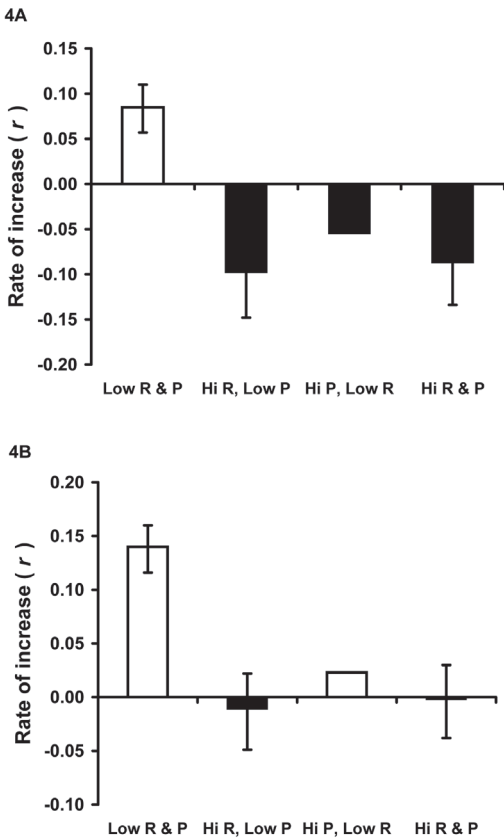 4A
Rate of increase ( r )
0.15
0.10
0.05
0.00
-0.05
-0.10
-0.15
-0.20
Low R & P Hi R, Low P Hi P, Low R Hi R & P
4B
Rate of increase ( r )
0.20
0.15
0.10
0.05
0.00
-0.05
-0.10
Low R & P Hi R, Low P Hi P, Low R Hi R & P